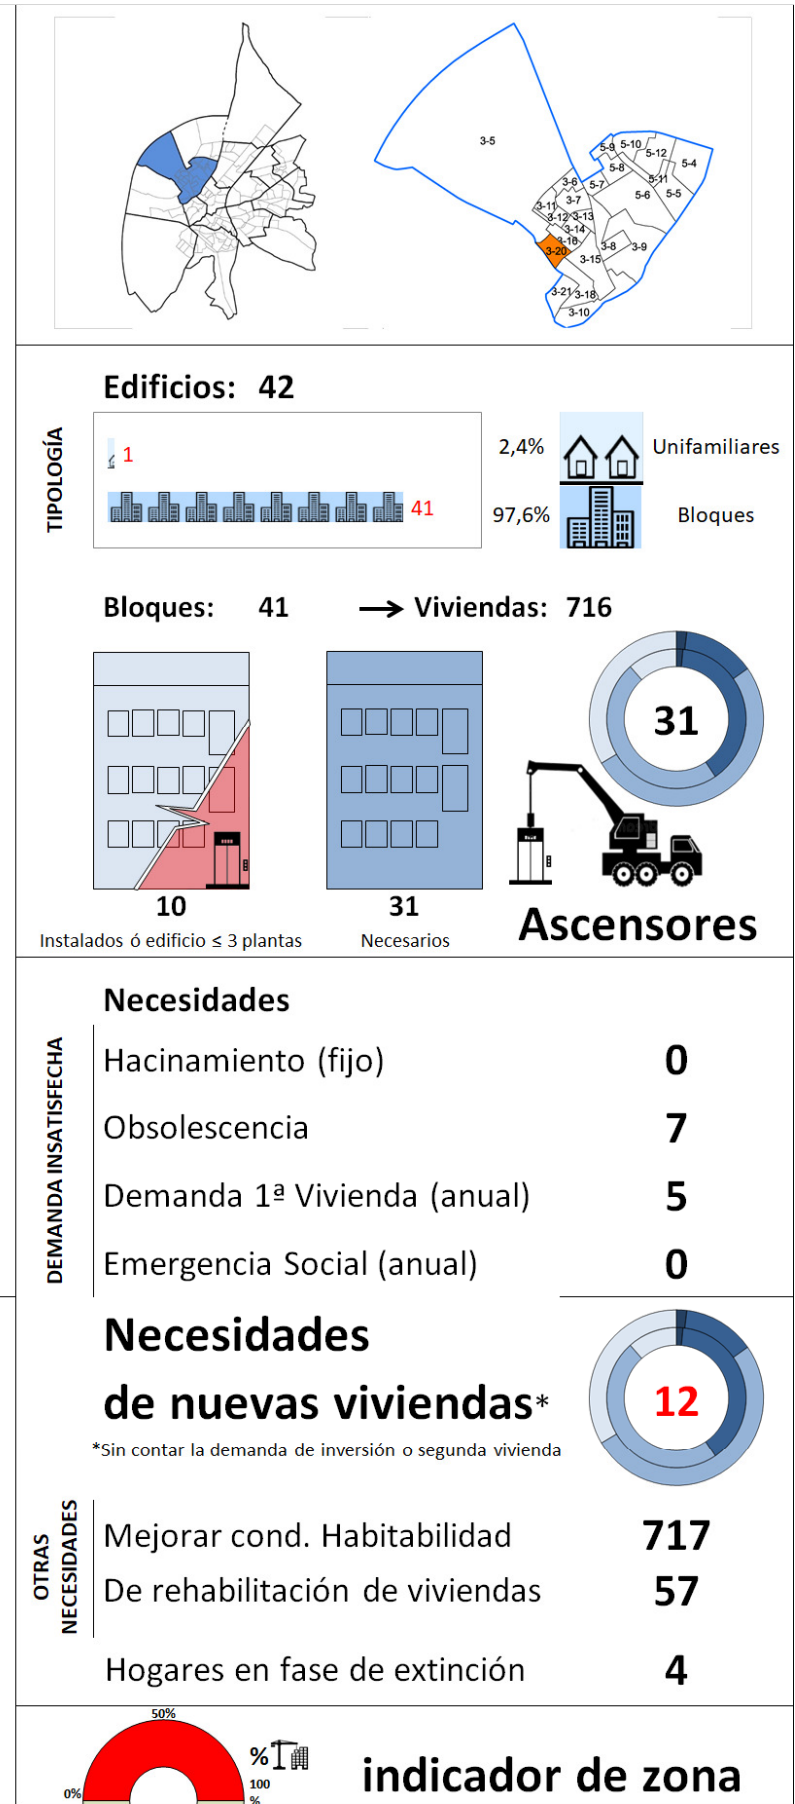 3-5
5-9
5-10
5-12
5-4
5-8
5-11
3-6
5-7
5-6
5-5
3-7
3-11
3-12
3-13
3-14
3-16
3-20
3-8
3-9
3-15
3-21
3-18
3-10
Edificios: 42
TIPOLOGÍA
1
2,4%
Unifamiliares
41
97,6%
Bloques
Bloques: 41 → Viviendas: 716
31
10
31
Instalados ó edificio ≤ 3 plantas
Necesarios
Ascensores
DEMANDA INSATISFECHA
Necesidades
Hacinamiento (fijo) 0
Obsolescencia 7
Demanda 1ª Vivienda (anual) 5
Emergencia Social (anual) 0
Necesidades
de nuevas viviendas*
12
*Sin contar la demanda de inversión o segunda vivienda
OTRAS
NECESIDADES
Mejorar cond. Habitabilidad 717
De rehabilitación de viviendas 57
Hogares en fase de extinción 4
50%
%
0%
100
%
indicador de zona